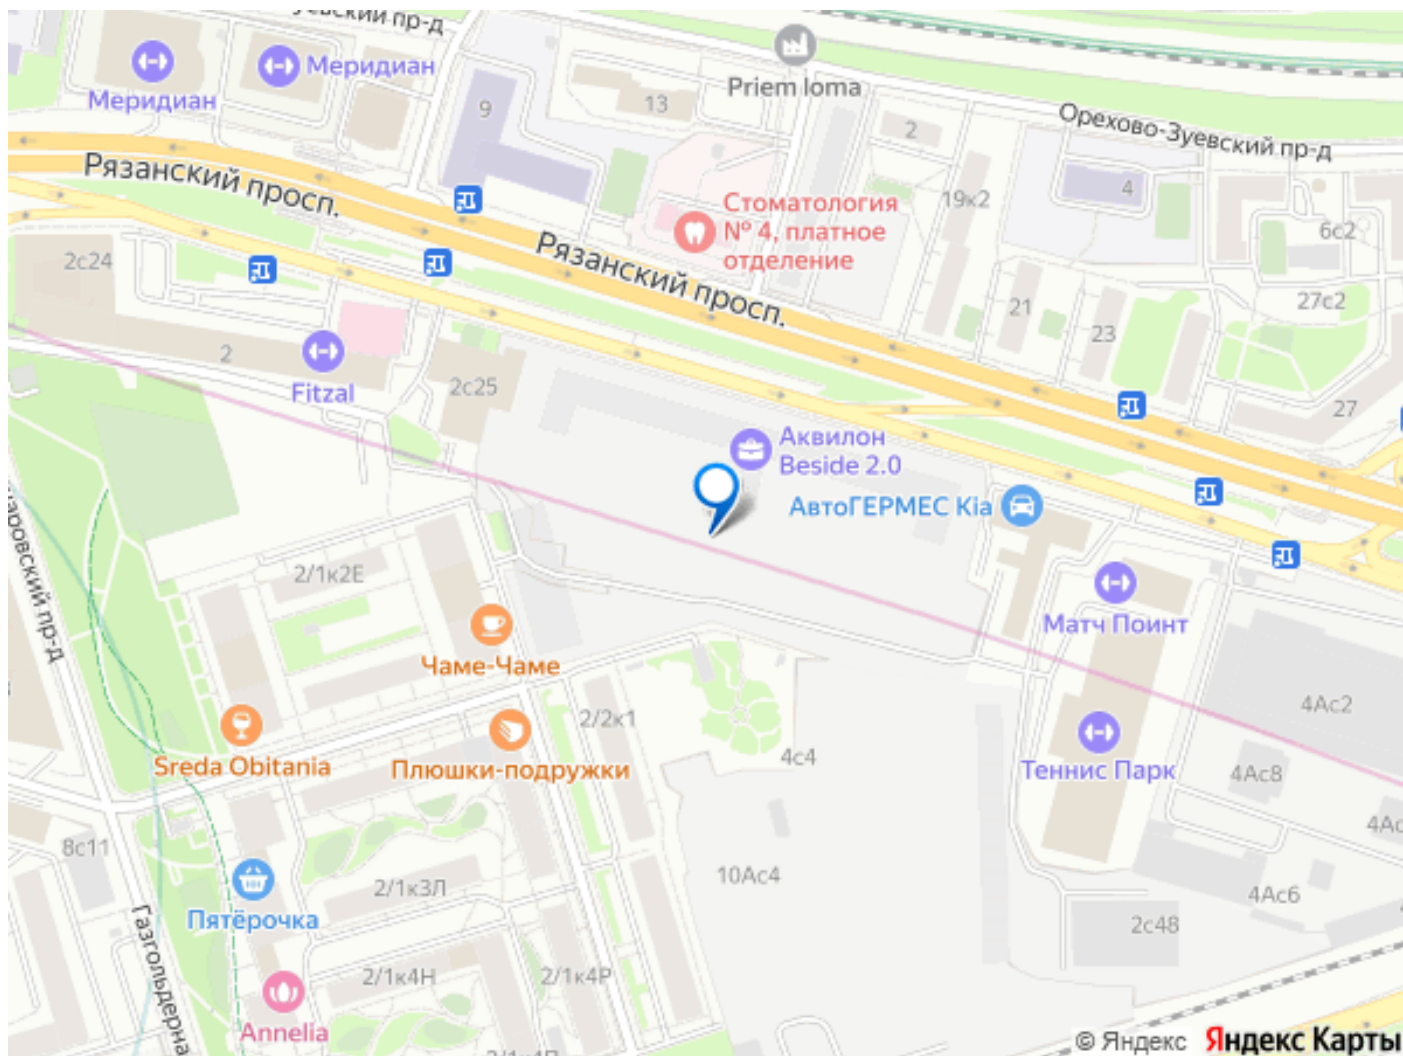 Меридиан
Меридиан
9
13
Priem loma
2
Орехово-Зуевский пр-д
Рязанский просп.
Стоматология
№ 4, платное
отделение
19к2
4
6с2
2с24
Рязанский просп.
27с2
21
23
2
Fitzal
2с25
27
Аквилон
Beside 2.0
АвтоГЕРМЕС Kia
2/1к2Е
Матч Поинт
Чаме-Чаме
2/2к1
4Ас2
Sreda Obitania
Плюшки-подружки
4с4
Теннис Парк
4Ас8
8с11
10Ас4
2/1к3Л
4Ас6
Пятёрочка
2с48
2/1к4Н
2/1к4Р
Annelia
© Яндекс Яндекс Карты